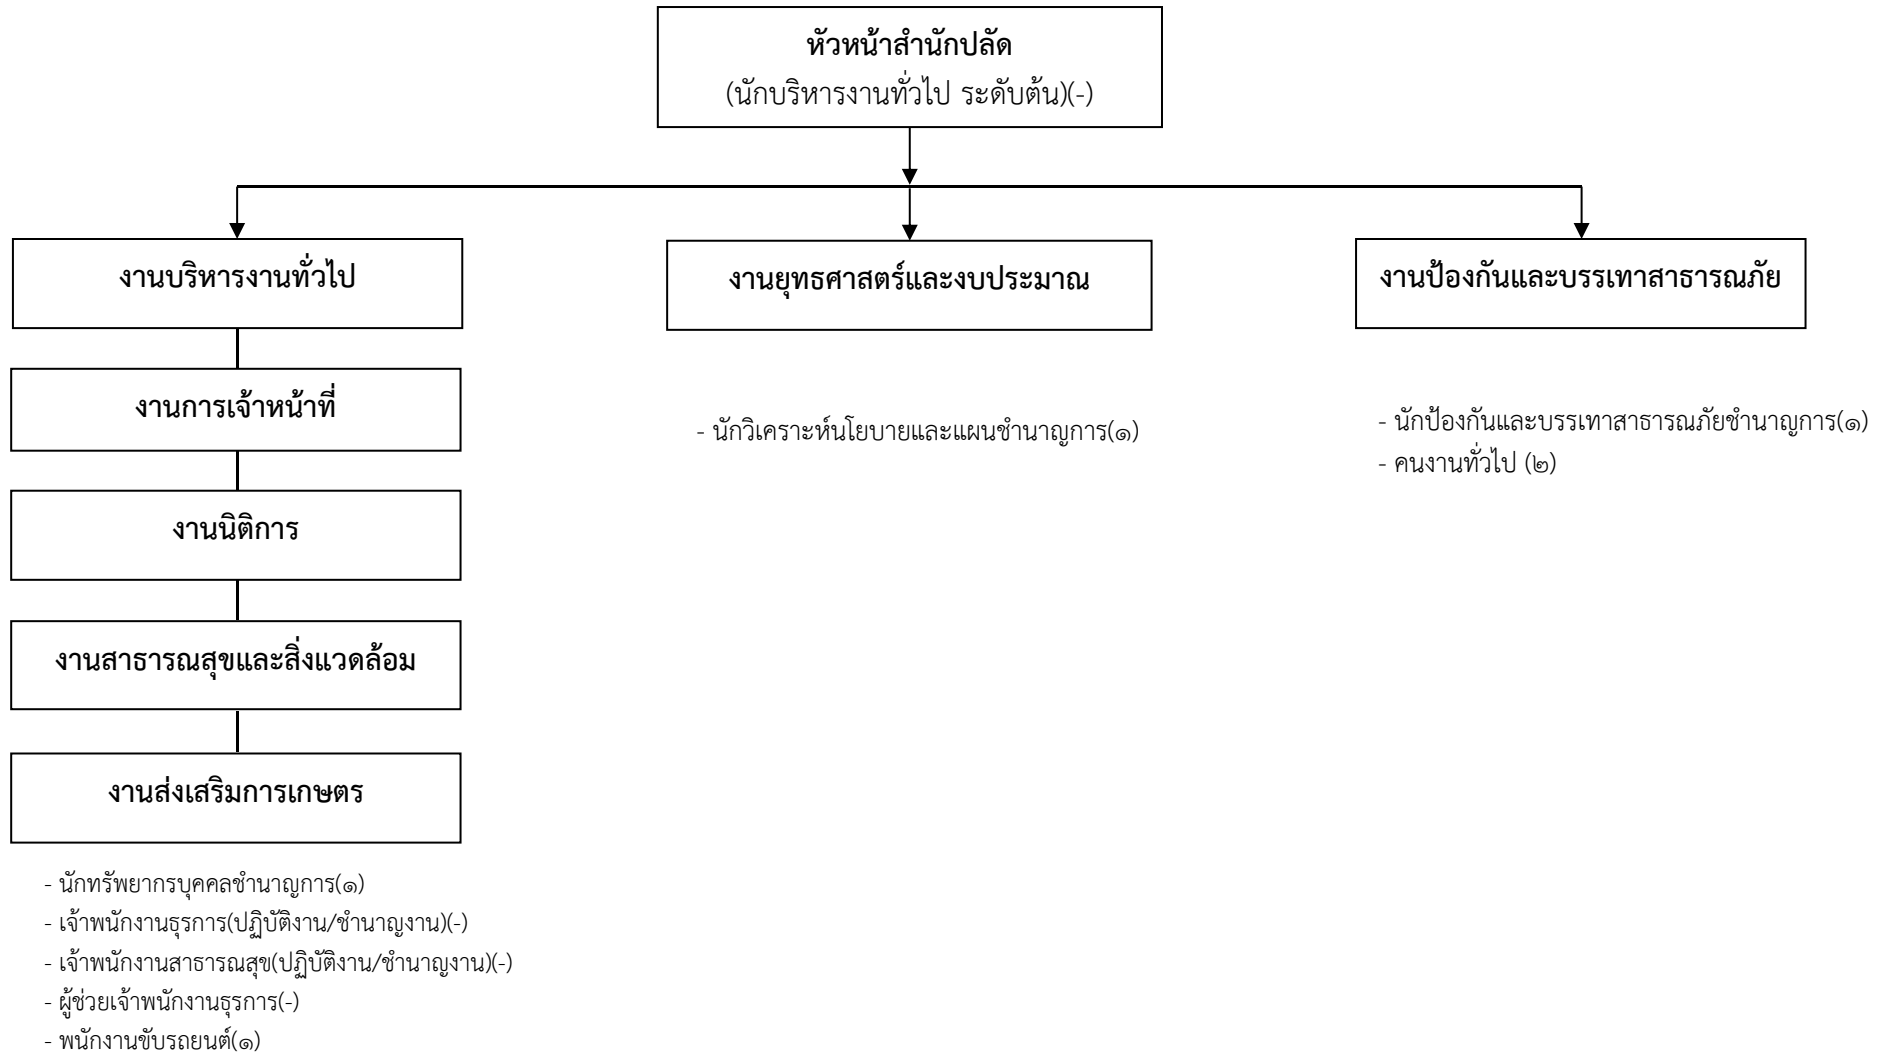 หัวหน้าสำนักปลัด
(นักบริหารงานทั่วไป ระดับต้น)(-)
งานบริหารงานทั่วไป
งานยุทธศาสตร์และงบประมาณ
งานป้องกันและบรรเทาสาธารณภัย
งานการเจ้าหน้าที่
งานนิติการ
งานสาธารณสุขและสิ่งแวดล้อม
งานส่งเสริมการเกษตร
- นักทรัพยากรบุคคลชำนาญการ(๑)
- เจ้าพนักงานธุรการ(ปฏิบัติงาน/ชำนาญงาน)(-)
- เจ้าพนักงานสาธารณสุข(ปฏิบัติงาน/ชำนาญงาน)(-)
- ผู้ช่วยเจ้าพนักงานธุรการ(-)
- พนักงานขับรถยนต์(๑)
- นักวิเคราะห์นโยบายและแผนชำนาญการ(๑)
- นักป้องกันและบรรเทาสาธารณภัยชำนาญการ(๑)
- คนงานทั่วไป (๒)